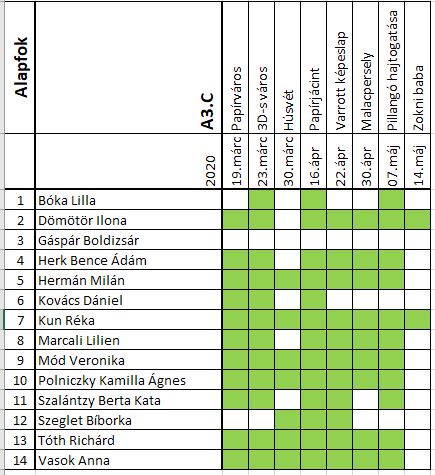 Alapfok
A3.C
2020
19.márc Papírváros
23.márc 3D-s város
30.márc Húsvét
16.ápr Papírjácint
22.ápr Varrott képeslap
30.ápr Malacpersely
07.máj Pillangó hajtogatása
14.máj Zokni baba
1 Bóka Lilla
2 Dömötör Ilona
3 Gáspár Boldizsár
4 Herk Bence Ádám
5 Hermán Milán
6 Kovács Dániel
7 Kun Réka
8 Marcali Lilien
9 Mód Veronika
10 Polniczky Kamilla Ágnes
11 Szalántzy Berta Kata
12 Szeglet Bíborka
13 Tóth Richárd
14 Vasok Anna